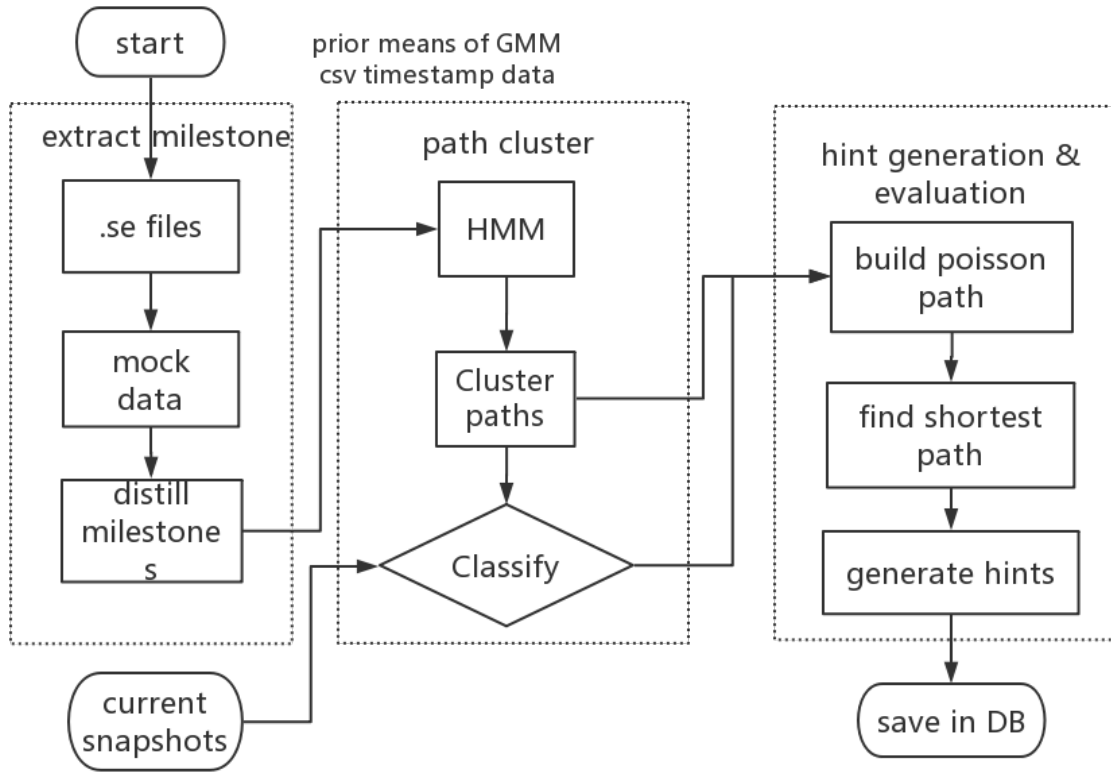 start
extract milestone
.se files
mock
data
distill
milestone
s
current
snapshots
prior means of GMM
csv timestamp data
path cluster
HMM
Cluster
paths
Classify
hint generation &
evaluation
build poisson
path
find shortest
path
generate hints
save in DB